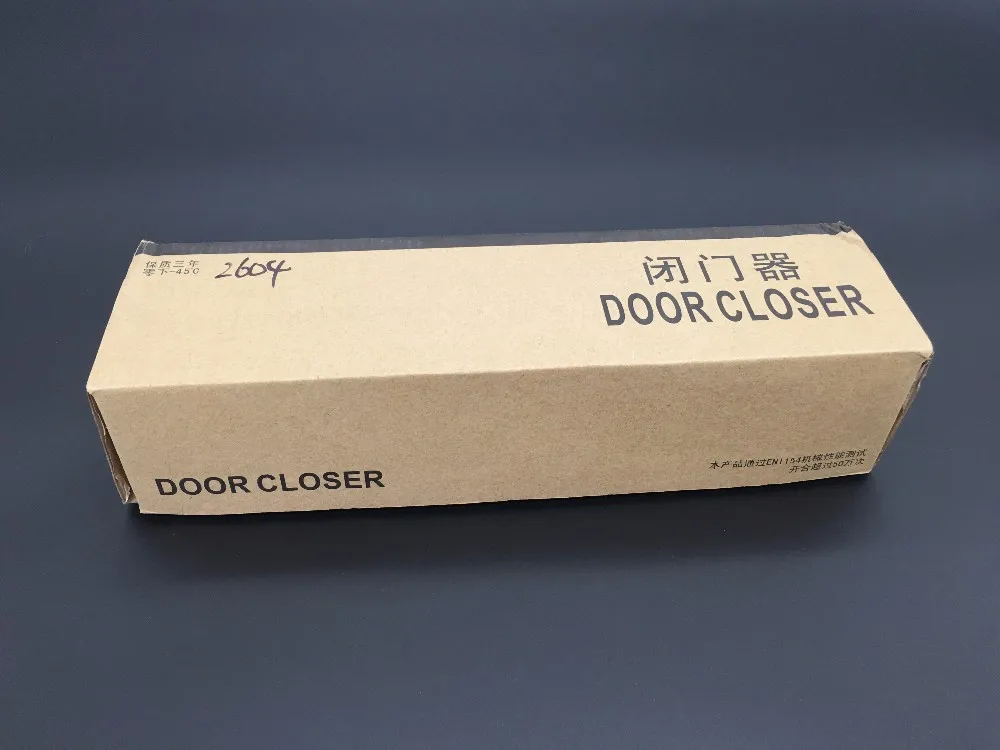 保质三年
零下-45℃
2604
闭门器
DOOR CLOSER
DOOR CLOSER
本产品通过EN1154机械性能测试
开合超过50万次